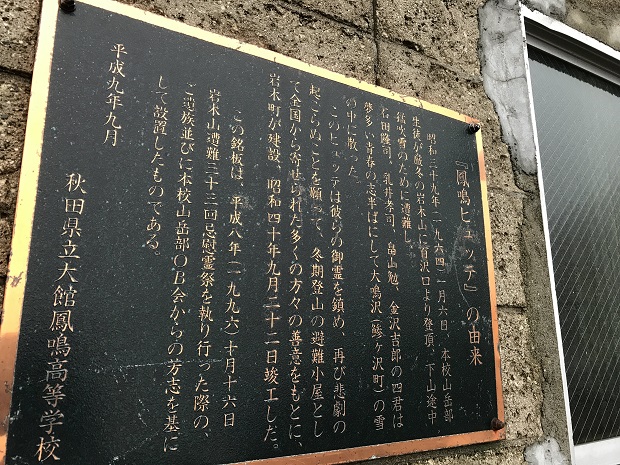 『鳳鳴ヒュッテ』の由来
昭和三十九年(一九六四)一月六日、本校山岳部
生徒が厳冬の岩木山に百沢口より登頂、下山途中
猛吹雪のために遭難し、
石田隆司、乳井孝司、畠山勉、金沢吉郎の四君は
夢多い青春の志半ばにして大鳴沢(鰺ヶ沢町)の雪
の中に散った。
このヒュッテは彼らの御霊を鎮め、再び悲劇の
起こらぬことを願って、冬期登山の避難小屋とし
て全国から寄せられた多くの方々の善意をもとに、
岩木町が建設、昭和四十年九月二十二日竣工した。
この銘板は、平成八年(一九九六)十月十六日
岩木山遭難三十三回忌慰霊祭を執り行った際の、
ご遺族並びに本校山岳部OB会からの芳志を基に
して設置したものである。
平成九年九月
秋田県立大館鳳鳴高等学校